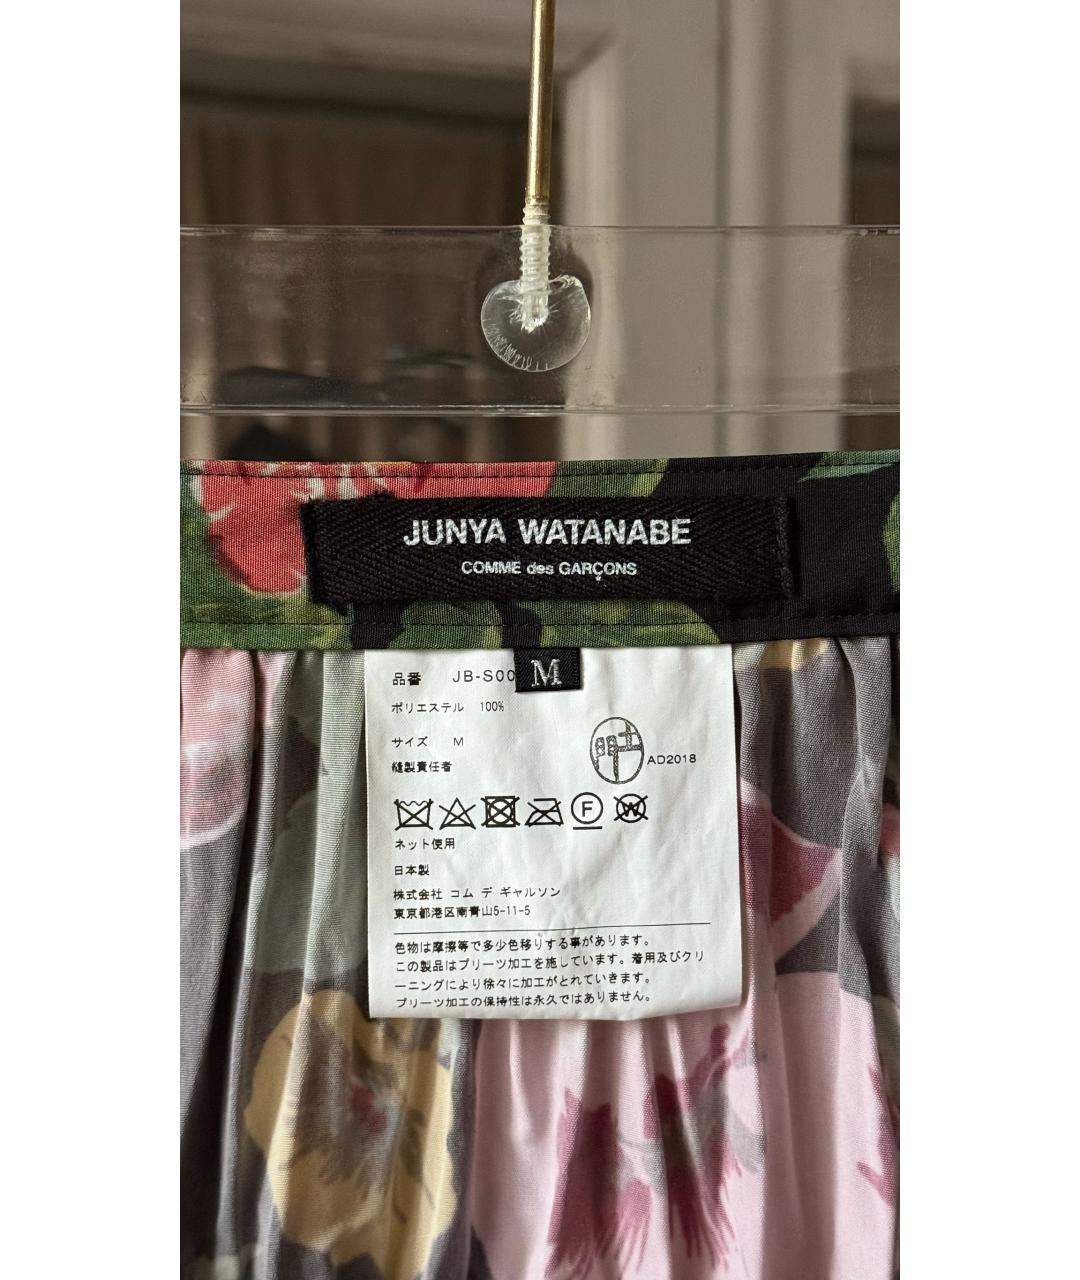 JUNYA WATANABE
COMME des GARÇONS
M
品番 JB-S00
ポリエステル 100%
サイズ M
縫製責任者
AD2018
F
W
ネット使用
日本製
株式会社 コム デ ギャルソン
東京都港区南青山5-11-5
色物は摩擦等で多少色移りする事があります。
この製品はプリーツ加工を施しています。着用及びクリ
ーニングにより徐々に加工がとれていきます。
プリーツ加工の保持性は永久ではありません。